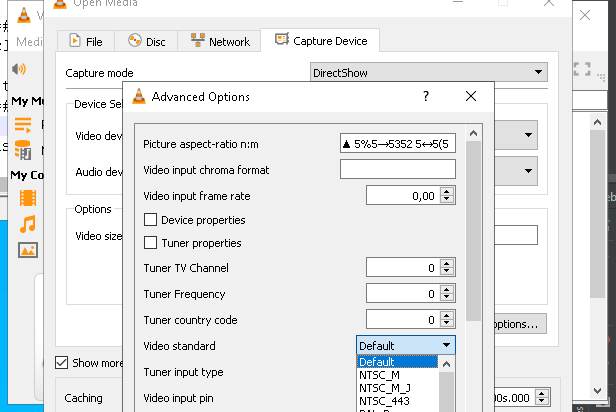 Open Media
Medi
File
Disc
Network
Capture Device
Capture mode
DirectShow
Device Sel
Video dev
Audio dev
My Mu
My Co
Options
Video size
ptions...
Show more
Caching
00s.000
Advanced Options
?
Picture aspect-ratio n:m
▲ 5%5→5352 5↔5(5
Video input chroma format
Video input frame rate
0,00
Device properties
Tuner properties
Tuner TV Channel
0
Tuner Frequency
0
Tuner country code
0
Video standard
Default
Default
NTSC_M
NTSC_M_J
NTSC_443
Tuner input type
Video input pin